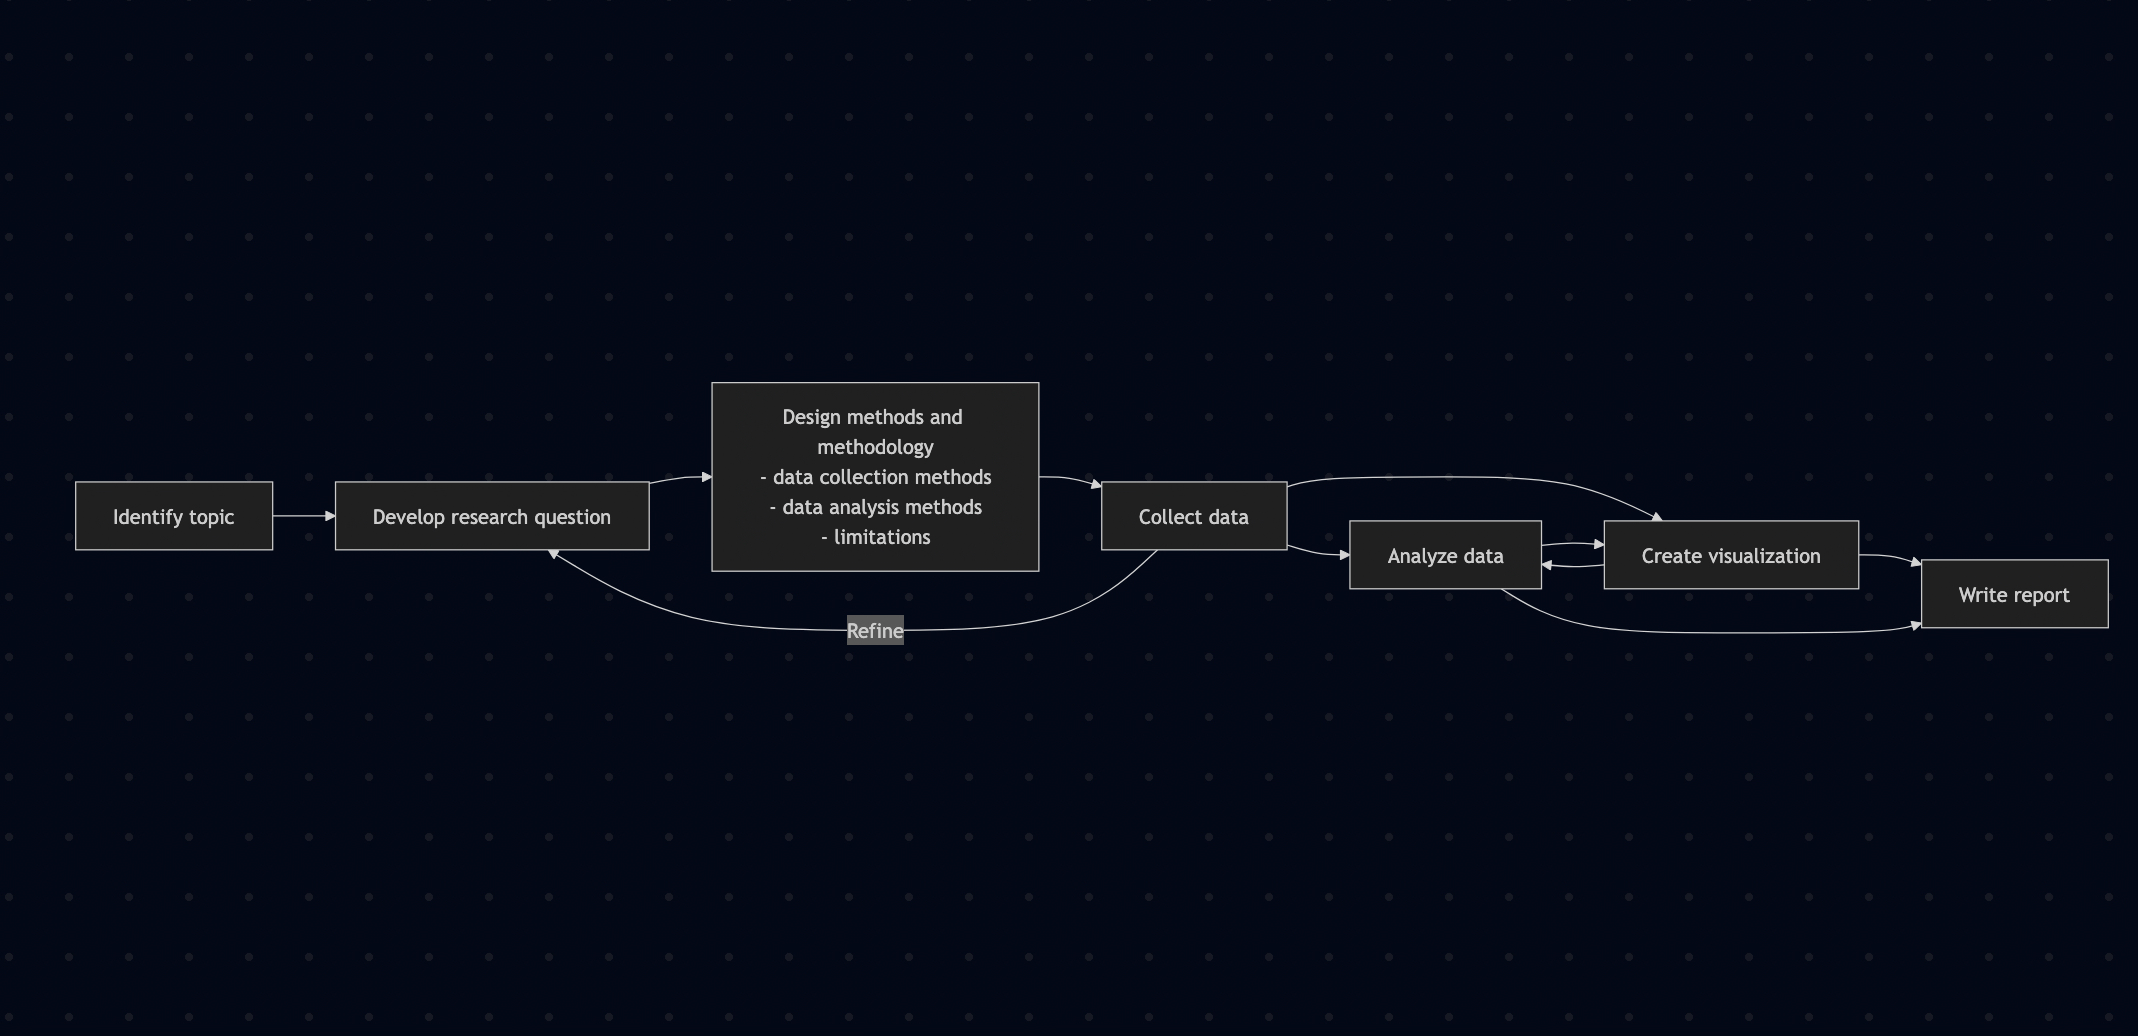 Identify topic
Develop research question
Design methods and
methodology
- data collection methods
- data analysis methods
- limitations
Refine
Collect data
Analyze data
Create visualization
Write report